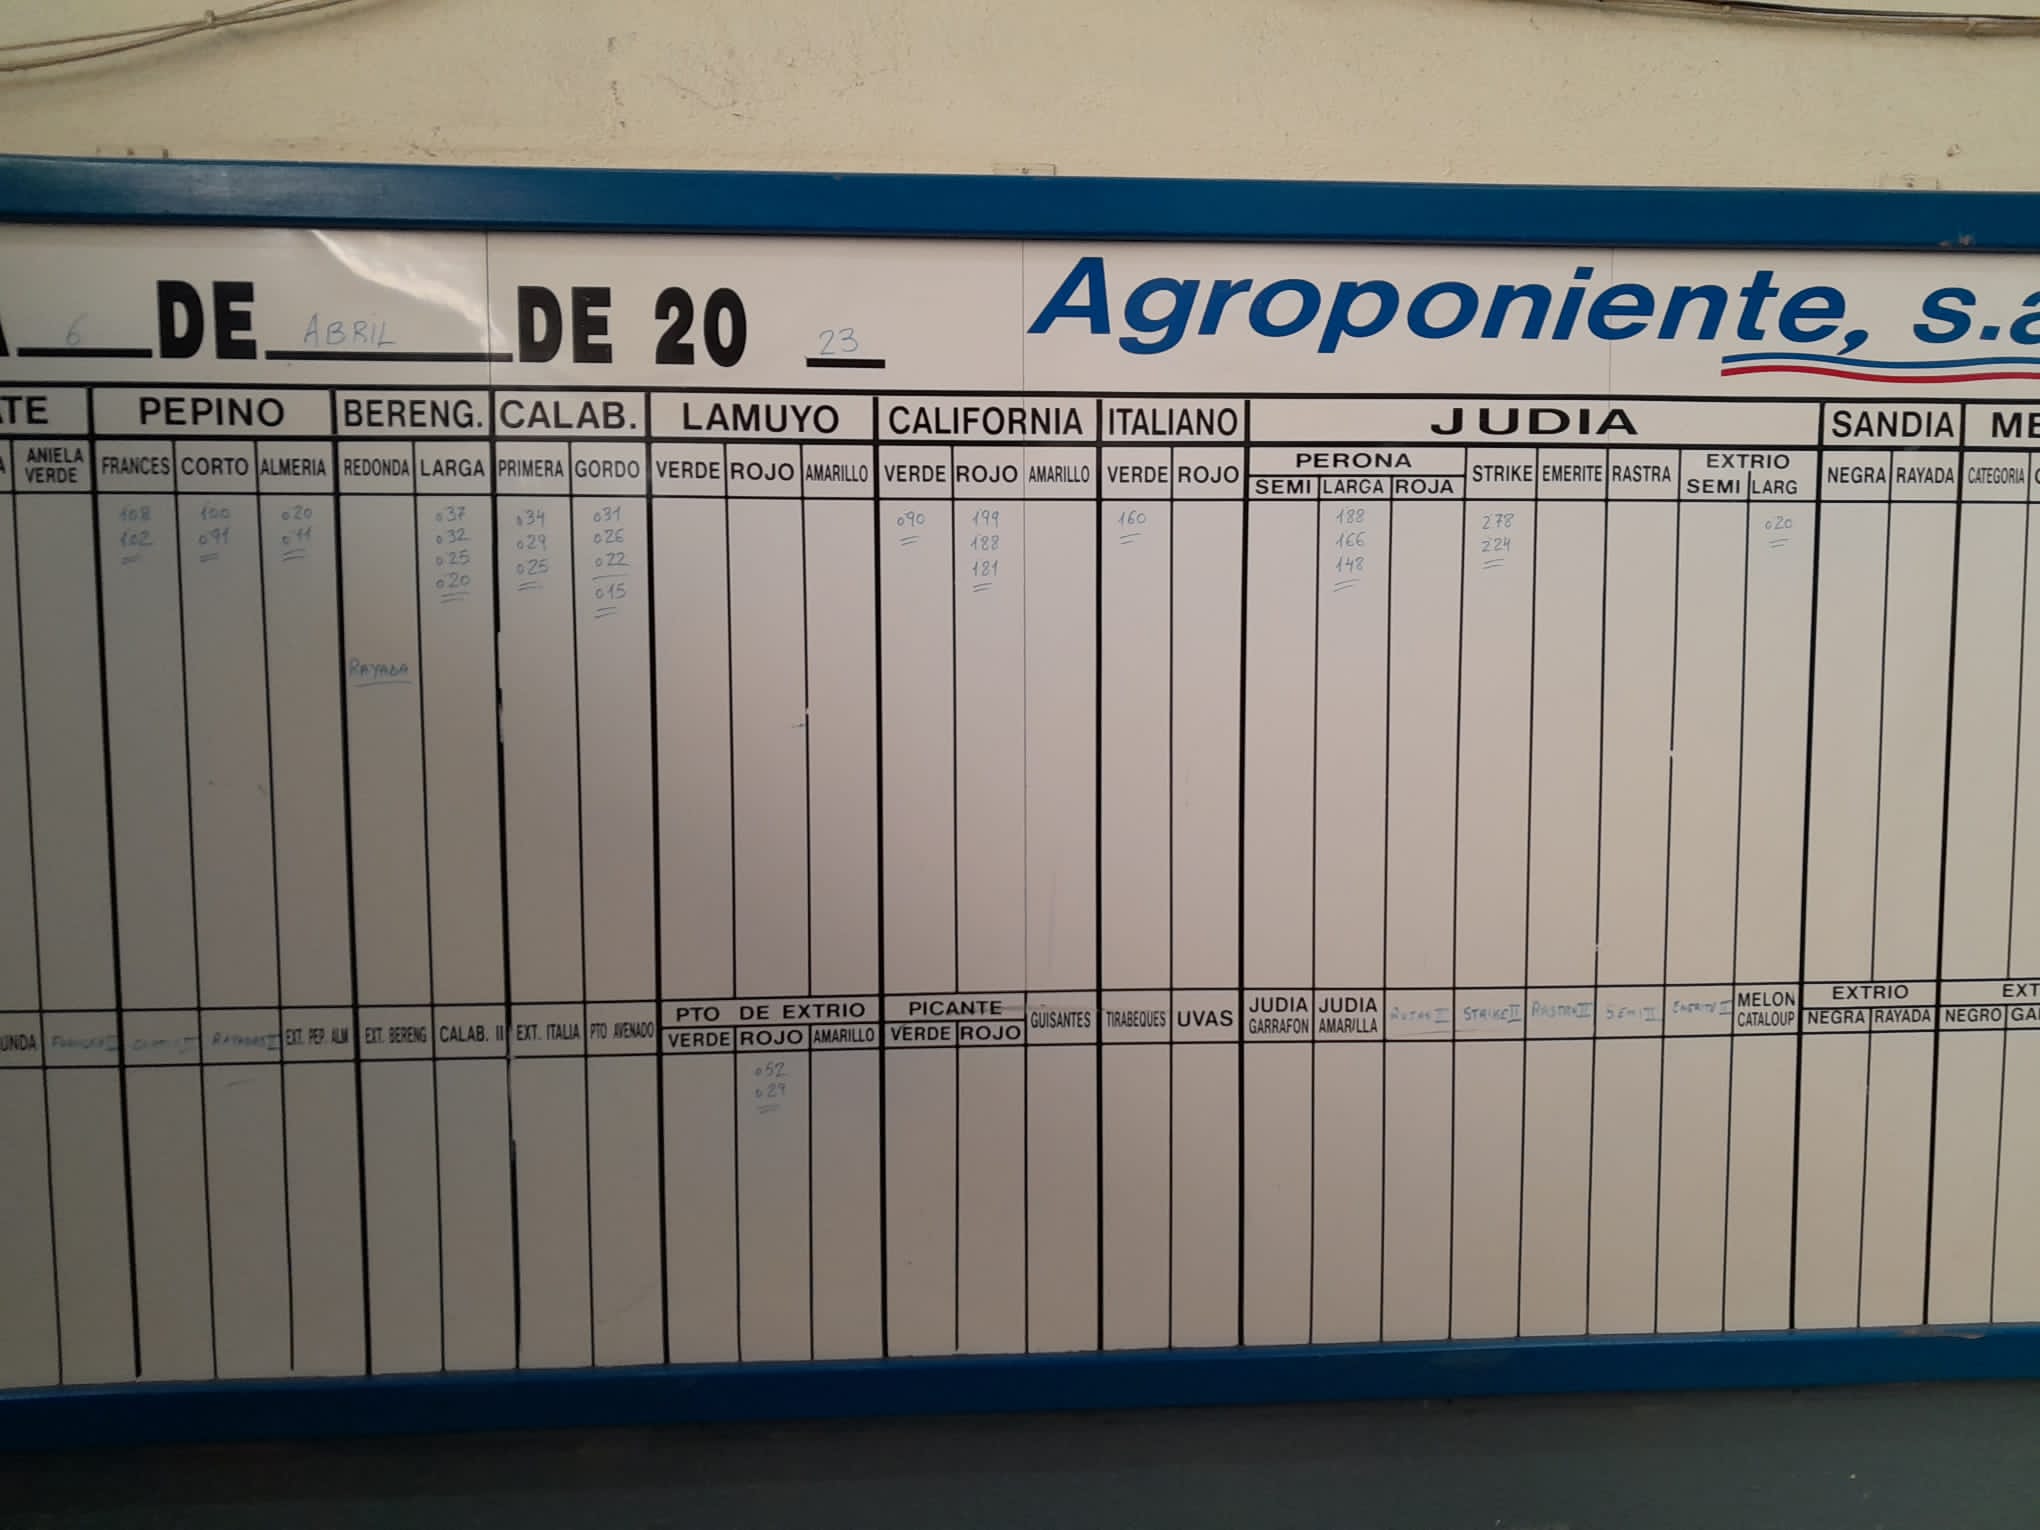 6 DE ABRIL DE 20 23
Agroponiente, s.a
PEPINO BERENG. CALAB. LAMUYO CALIFORNIA ITALIANO JUDIA SANDIA
ANIELA VERDE FRANCES CORTO ALMERIA REDONDA LARGA PRIMERA GORDO VERDE ROJO AMARILLO VERDE ROJO AMARILLO VERDE ROJO PERONA SEMI LARGA ROJA STRIKE EMERITE RASTRA EXTRIO SEMI LARG NEGRA RAYADA CATEGORIA
108 100 020 037 034 031 090 199 160 188 278 020
102 091 011 032 029 026 188 166 224
025 025 022 181 148
020 015
RAYADA
PTO DE EXTRIO PICANTE EXTRIO
EXT. PEP. ALM EXT. BERENG CALAB. II EXT. ITALIA PTO AVENADO VERDE ROJO AMARILLO VERDE ROJO GUISANTES TIRABEQUES UVAS JUDIA GARRAFON JUDIA AMARILLA STRIKE II SEMI II MELON CATALOUP NEGRA RAYADA NEGRO
052
029